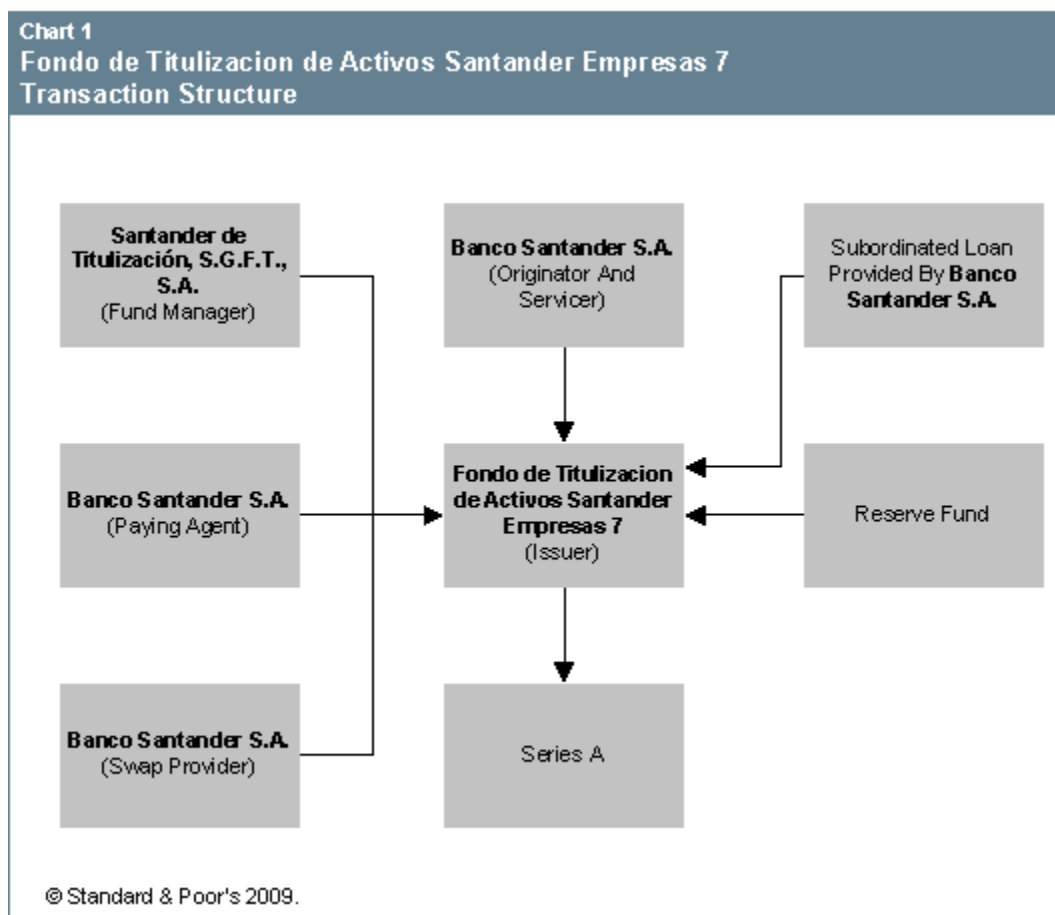 Chart 1
Fondo de Titulizacion de Activos Santander Empresas 7
Transaction Structure
Santander de
Titulización, S.G.F.T.,
S.A.
(Fund Manager)
Banco Santander S.A.
(Originator And
Servicer)
Subordinated Loan
Provided By Banco
Santander S.A.
Banco Santander S.A.
(Paying Agent)
Fondo de Titulizacion
de Activos Santander
Empresas 7
(Issuer)
Reserve Fund
Banco Santander S.A.
(Swap Provider)
Series A
© Standard & Poor's 2009.